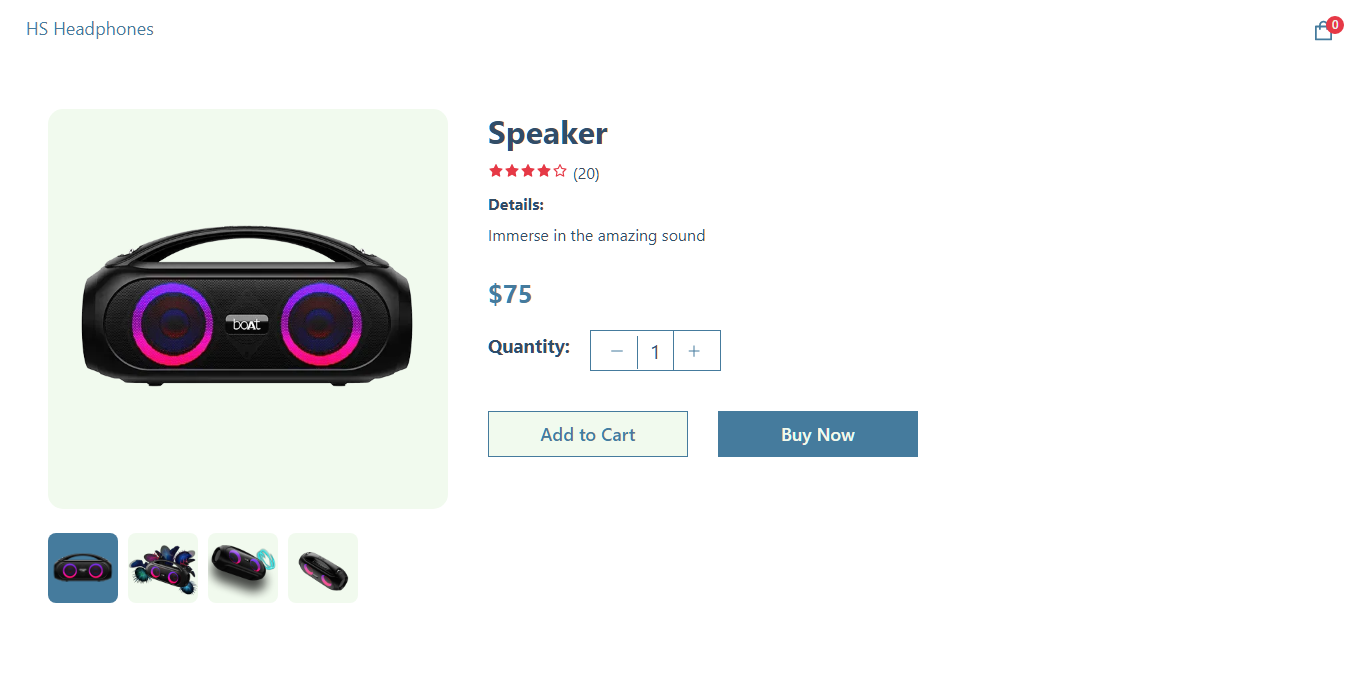 HS Headphones
0
Speaker
(20)
Details:
Immerse in the amazing sound
boAt
$75
Quantity:
− 1 +
Add to Cart
Buy Now